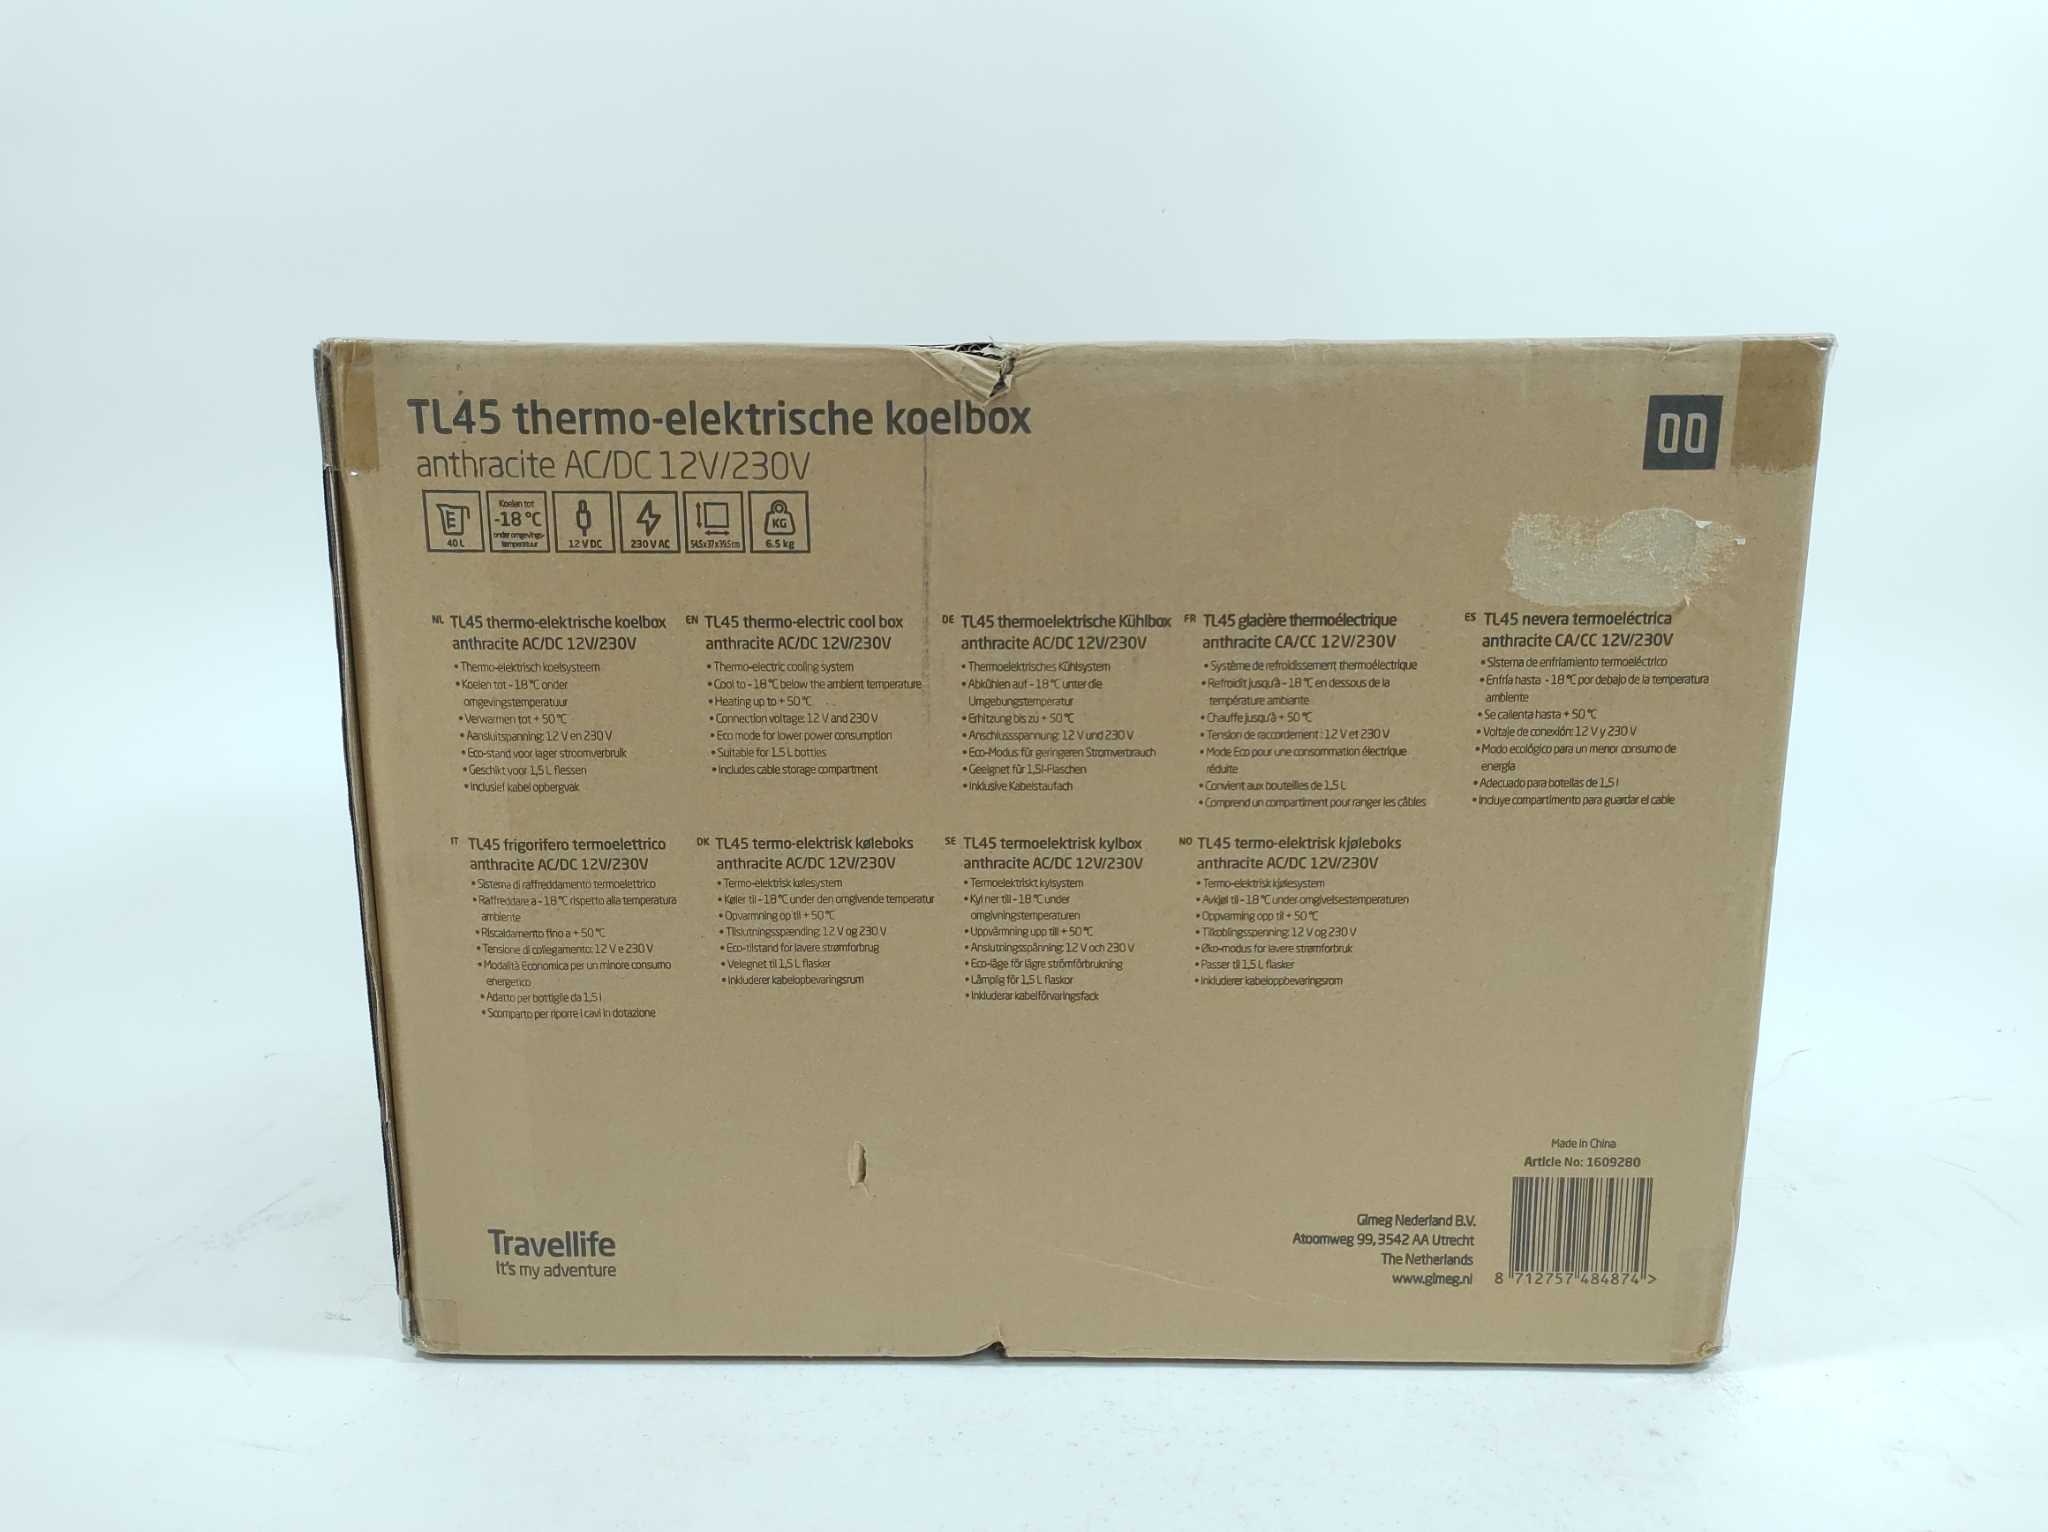 TL45 thermo-elektrische koelbox
anthracite AC/DC 12V/230V
40 L
Koelen tot
-18 °C
onder omgevings-
temperatuur
12 V DC
230 V AC
54,5 x 37 x 39,5 cm
KG
6.5 kg
NL TL45 thermo-elektrische koelbox
anthracite AC/DC 12V/230V
• Thermo-elektrisch koelsysteem
• Koelen tot - 18 °C onder
omgevingstemperatuur
• Verwarmen tot + 50 °C
• Aansluitspanning: 12 V en 230 V
• Eco-stand voor lager stroomverbruik
• Geschikt voor 1,5 L flessen
• Inclusief kabel opbergvak
EN TL45 thermo-electric cool box
anthracite AC/DC 12V/230V
• Thermo-electric cooling system
• Cool to - 18 °C below the ambient temperature
• Heating up to + 50 °C
• Connection voltage: 12 V and 230 V
• Eco mode for lower power consumption
• Suitable for 1,5 L bottles
• Includes cable storage compartment
DE TL45 thermoelektrische Kühlbox
anthracite AC/DC 12V/230V
• Thermoelektrisches Kühlsystem
• Abkühlen auf - 18 °C unter die
Umgebungstemperatur
• Erhitzung bis zu + 50 °C
• Anschlussspannung: 12 V und 230 V
• Eco-Modus für geringeren Stromverbrauch
• Geeignet für 1,5l-Flaschen
• Inklusive Kabelstaufach
FR TL45 glacière thermoélectrique
anthracite CA/CC 12V/230V
• Système de refroidissement thermoélectrique
• Refroidit jusqu'à - 18 °C en dessous de la
température ambiante
• Chauffe jusqu'à + 50 °C
• Tension de raccordement : 12 V et 230 V
• Mode Eco pour une consommation électrique
réduite
• Convient aux bouteilles de 1,5 L
• Comprend un compartiment pour ranger les câbles
ES TL45 nevera termoeléctrica
anthracite CA/CC 12V/230V
• Sistema de enfriamiento termoeléctrico
• Enfría hasta - 18 °C por debajo de la temperatura
ambiente
• Se calienta hasta + 50 °C
• Voltaje de conexión: 12 V y 230 V
• Modo ecológico para un menor consumo de
energía
• Adecuado para botellas de 1,5 l
• Incluye compartimento para guardar el cable
IT TL45 frigorifero termoelettrico
anthracite AC/DC 12V/230V
• Sistema di raffreddamento termoelettrico
• Raffreddare a - 18 °C rispetto alla temperatura
ambiente
• Riscaldamento fino a + 50 °C
• Tensione di collegamento: 12 V e 230 V
• Modalità Economica per un minore consumo
energetico
• Adatto per bottiglie da 1,5 l
• Scomparto per riporre i cavi in dotazione
DK TL45 termo-elektrisk køleboks
anthracite AC/DC 12V/230V
• Termo-elektrisk kølesystem
• Køler til - 18 °C under den omgivende temperatur
• Opvarmning op til + 50 °C
• Tilslutningsspænding: 12 V og 230 V
• Eco-tilstand for lavere strømforbrug
• Velegnet til 1,5 L flasker
• Inkluderer kabelopbevaringsrum
SE TL45 termoelektrisk kylbox
anthracite AC/DC 12V/230V
• Termoelektriskt kylsystem
• Kyl ner till - 18 °C under
omgivningstemperaturen
• Uppvärmning upp till + 50 °C
• Anslutningsspänning: 12 V och 230 V
• Eco-läge för lägre strömförbrukning
• Lämplig för 1,5 L flaskor
• Inkluderar kabelförvaringsfack
NO TL45 termo-elektrisk kjøleboks
anthracite AC/DC 12V/230V
• Termo-elektrisk kjølesystem
• Avkjøl til - 18 °C under omgivelsestemperaturen
• Oppvarming opp til + 50 °C
• Tilkoblingsspenning: 12 V og 230 V
• Øko-modus for lavere strømforbruk
• Passer til 1,5 L flasker
• Inkluderer kabeloppbevaringsrom
Travellife
It's my adventure
Made in China
Article No: 1609280
Gimeg Nederland B.V.
Atoomweg 99, 3542 AA Utrecht
The Netherlands
www.gimeg.nl
8 712757 484874 >